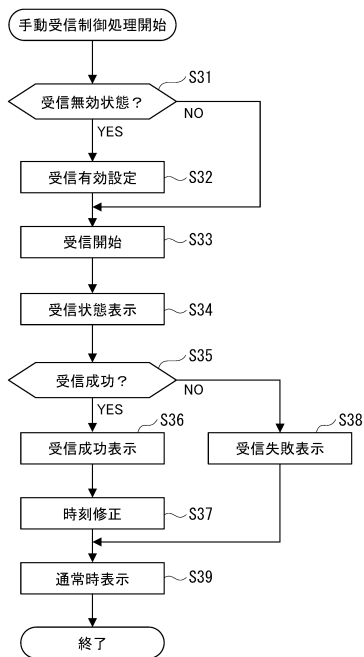 手動受信制御処理開始
S31
受信無効状態？
NO
YES
受信有効設定
S32
受信開始
S33
受信状態表示
S34
S35
受信成功？
NO
YES
S36
受信成功表示
S38
受信失敗表示
時刻修正
S37
通常時表示
S39
終了